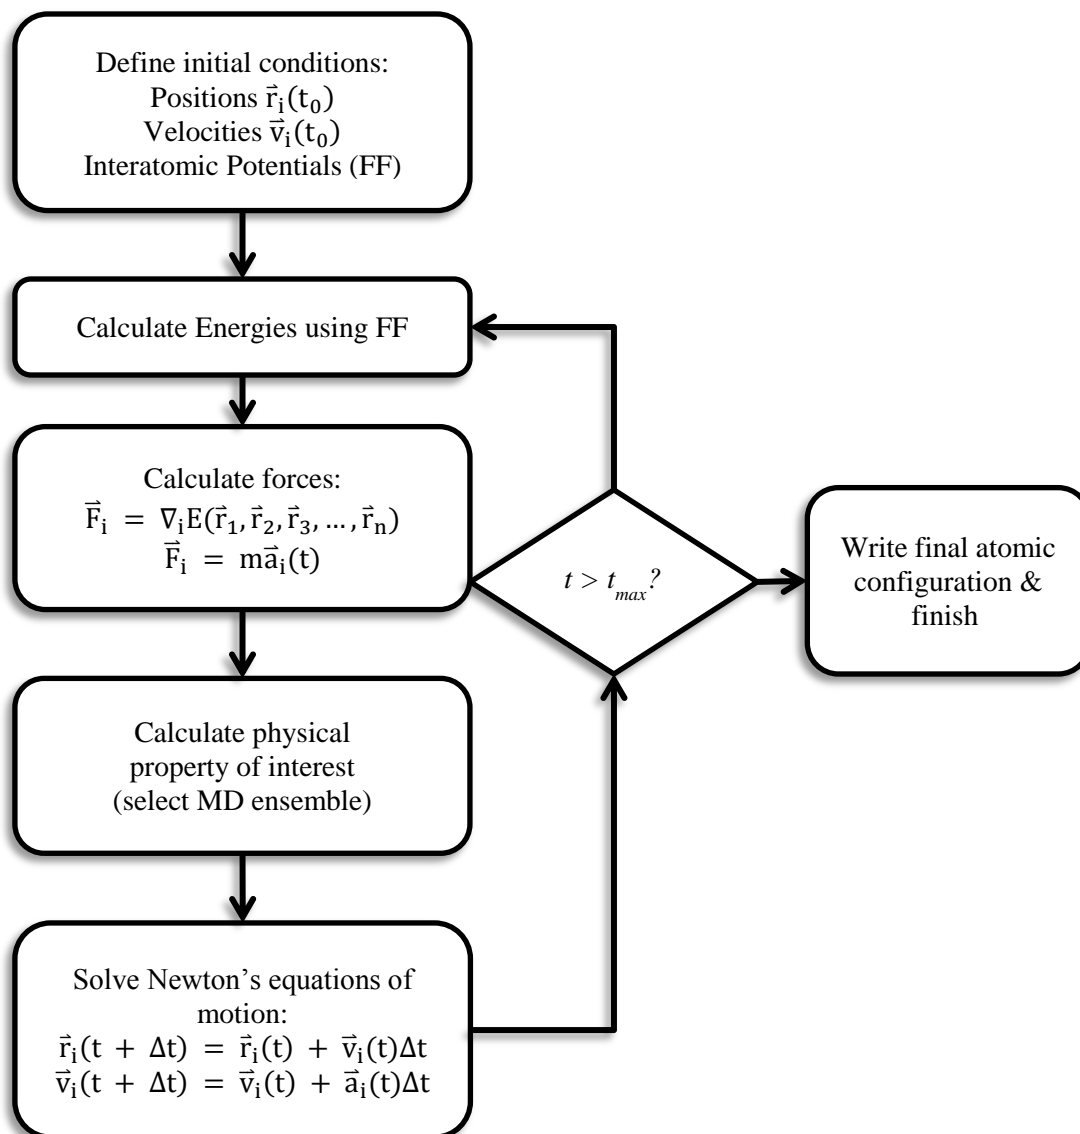 Define initial conditions:
Positions r⃗ᵢ(t₀)
Velocities v⃗ᵢ(t₀)
Interatomic Potentials (FF)
Calculate Energies using FF
Calculate forces:
F⃗ᵢ = ∇ᵢE(r⃗₁, r⃗₂, r⃗₃, …, r⃗ₙ)
F⃗ᵢ = ma⃗ᵢ(t)
t > t_max?
Write final atomic
configuration &
finish
Calculate physical
property of interest
(select MD ensemble)
Solve Newton’s equations of
motion:
r⃗ᵢ(t + Δt) = r⃗ᵢ(t) + v⃗ᵢ(t)Δt
v⃗ᵢ(t + Δt) = v⃗ᵢ(t) + a⃗ᵢ(t)Δt